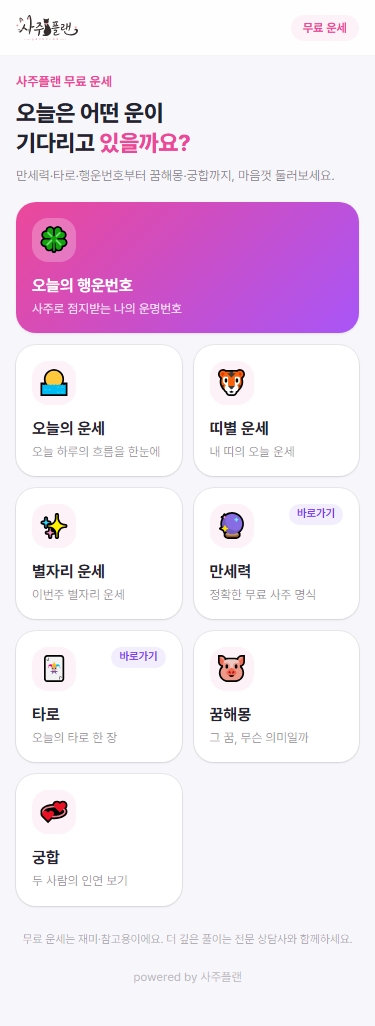 사주플랜
무료 운세
사주플랜 무료 운세
오늘은 어떤 운이
기다리고 있을까요?
만세력·타로·행운번호부터 꿈해몽·궁합까지, 마음껏 둘러보세요.
오늘의 행운번호
사주로 점지받는 나의 운명번호
오늘의 운세
오늘 하루의 흐름을 한눈에
띠별 운세
내 띠의 오늘 운세
별자리 운세
이번주 별자리 운세
바로가기
만세력
정확한 무료 사주 명식
바로가기
타로
오늘의 타로 한 장
꿈해몽
그 꿈, 무슨 의미일까
궁합
두 사람의 인연 보기
무료 운세는 재미·참고용이에요. 더 깊은 풀이는 전문 상담사와 함께하세요.
powered by 사주플랜